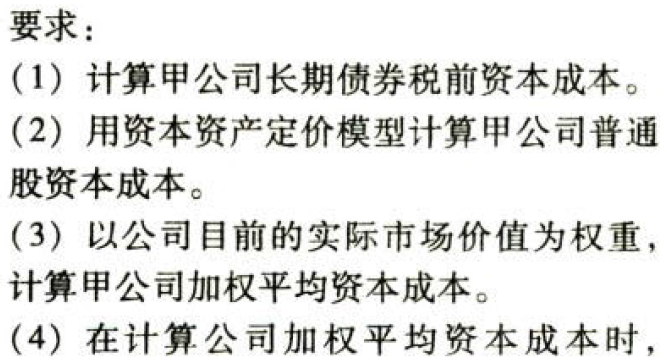 要求：
（1）计算甲公司长期债券税前资本成本。
（2）用资本资产定价模型计算甲公司普通
股资本成本。
（3）以公司目前的实际市场价值为权重，
计算甲公司加权平均资本成本。
（4）在计算公司加权平均资本成本时，